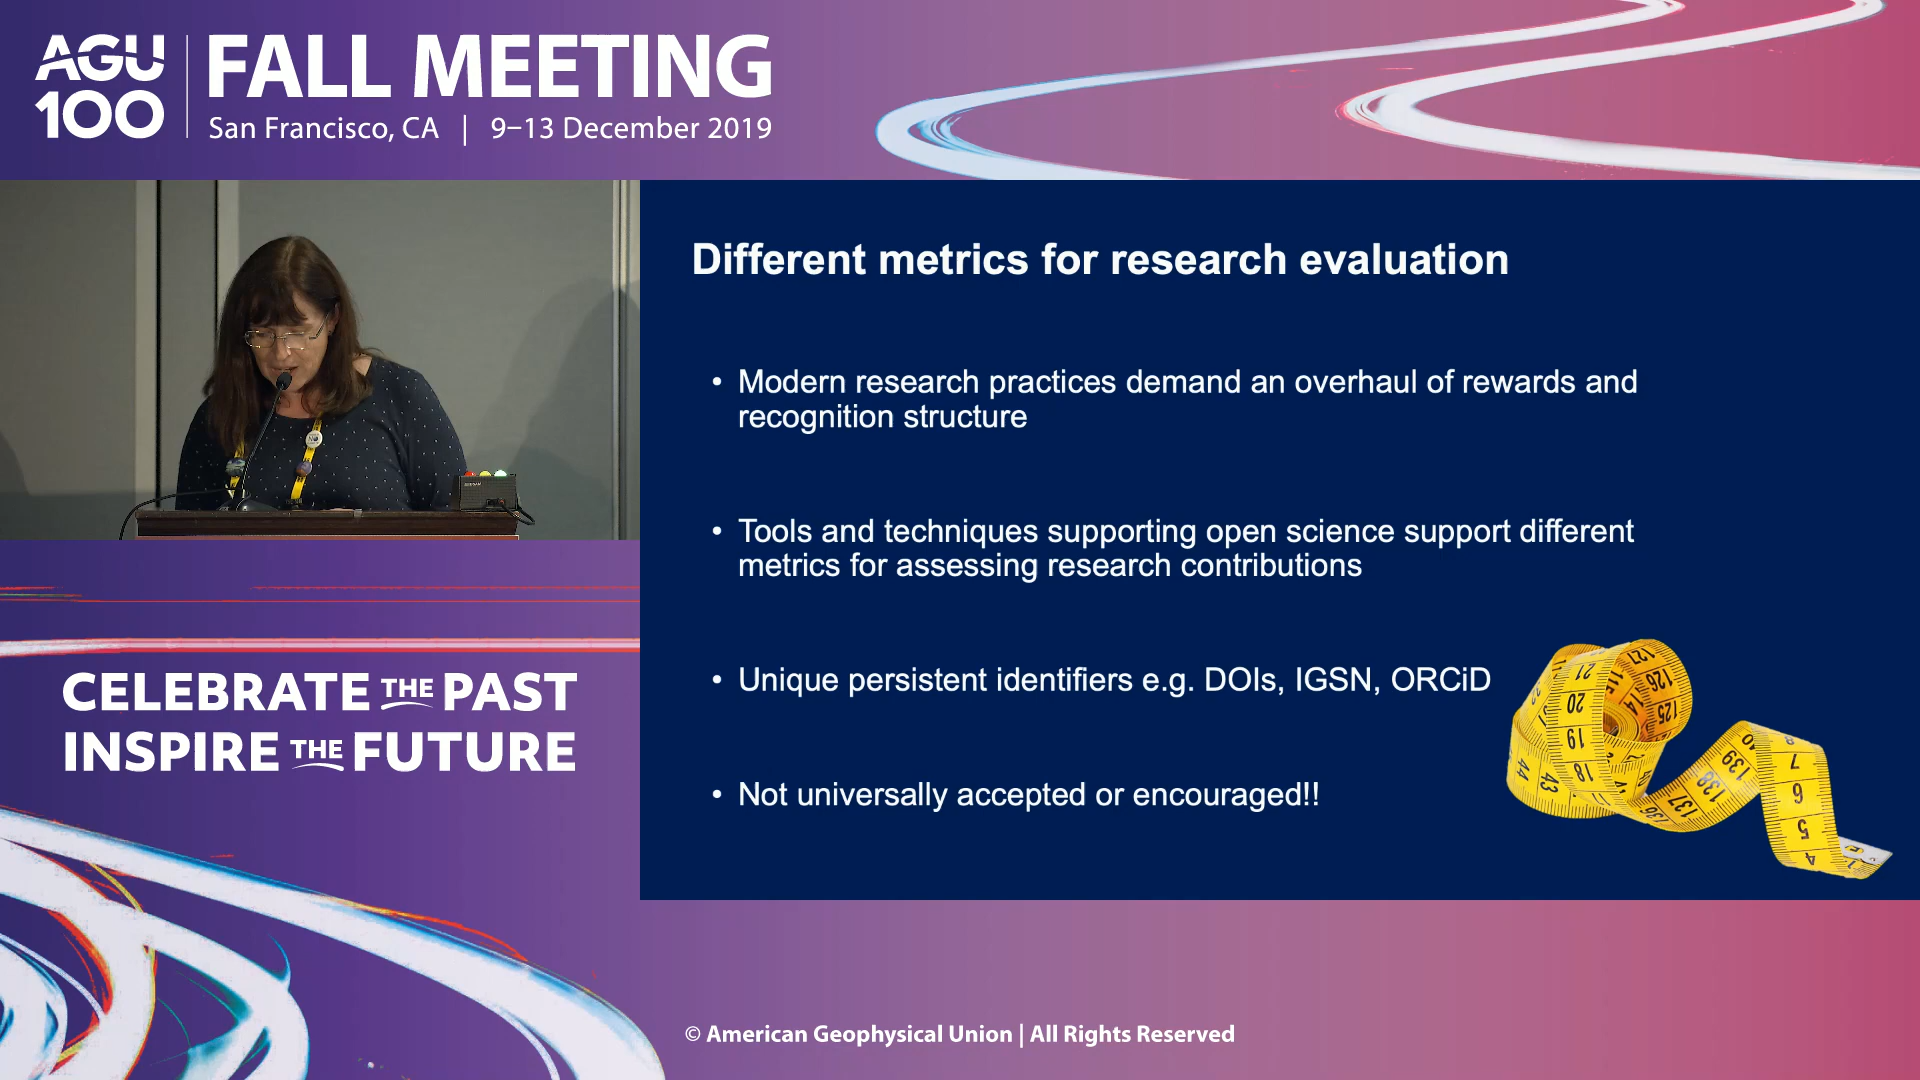 AGU
100
FALL MEETING
San Francisco, CA | 9–13 December 2019
Different metrics for research evaluation
• Modern research practices demand an overhaul of rewards and
recognition structure
• Tools and techniques supporting open science support different
metrics for assessing research contributions
• Unique persistent identifiers e.g. DOIs, IGSN, ORCiD
• Not universally accepted or encouraged!!
CELEBRATE THE PAST
INSPIRE THE FUTURE
© American Geophysical Union | All Rights Reserved